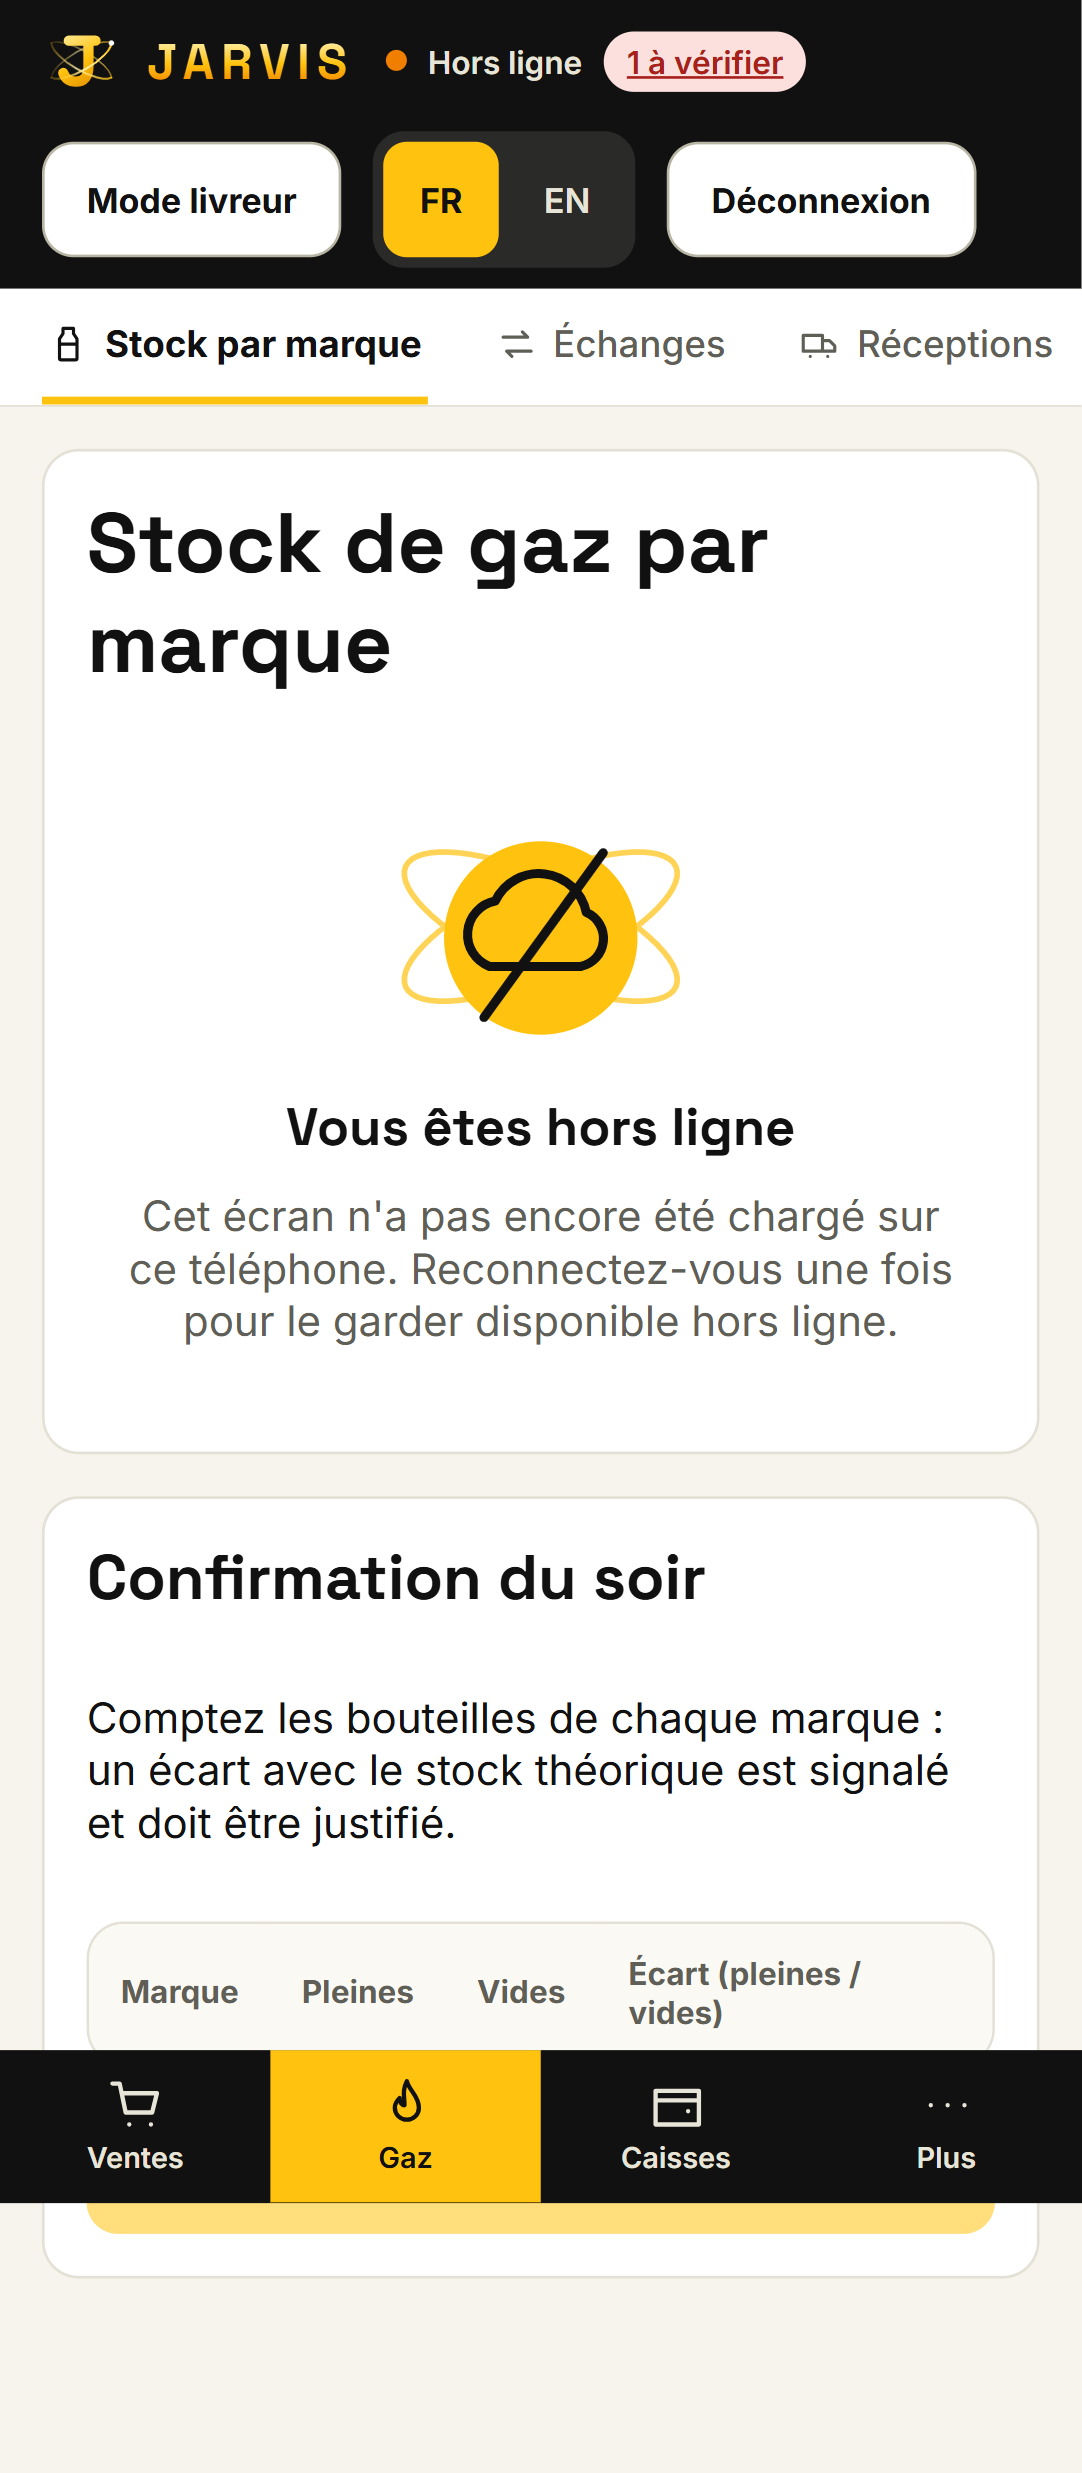 JARVIS
Hors ligne
1 à vérifier
Mode livreur
FR
EN
Déconnexion
Stock par marque
Échanges
Réceptions
Stock de gaz par
marque
Vous êtes hors ligne
Cet écran n'a pas encore été chargé sur
ce téléphone. Reconnectez-vous une fois
pour le garder disponible hors ligne.
Confirmation du soir
Comptez les bouteilles de chaque marque :
un écart avec le stock théorique est signalé
et doit être justifié.
Marque
Pleines
Vides
Écart (pleines /
vides)
Ventes
Gaz
Caisses
Plus